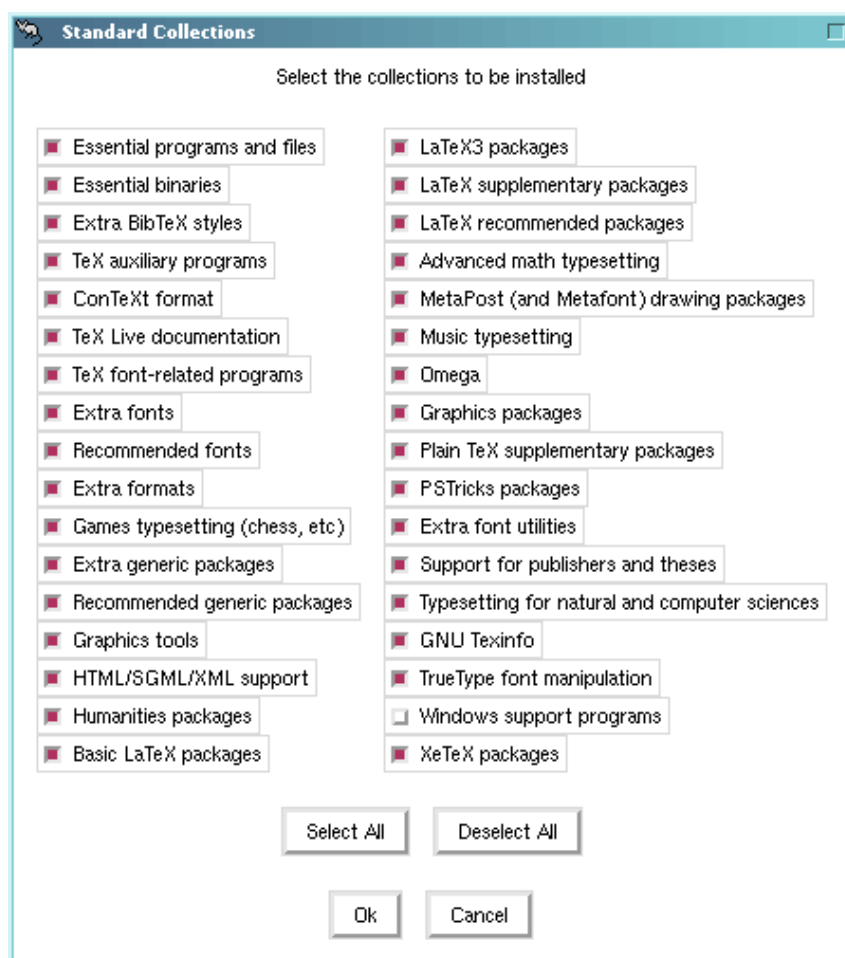 Standard Collections
Select the collections to be installed
Essential programs and files
Essential binaries
Extra BibTeX styles
TeX auxiliary programs
ConTeXt format
TeX Live documentation
TeX font-related programs
Extra fonts
Recommended fonts
Extra formats
Games typesetting (chess, etc)
Extra generic packages
Recommended generic packages
Graphics tools
HTML/SGML/XML support
Humanities packages
Basic LaTeX packages
LaTeX3 packages
LaTeX supplementary packages
LaTeX recommended packages
Advanced math typesetting
MetaPost (and Metafont) drawing packages
Music typesetting
Omega
Graphics packages
Plain TeX supplementary packages
PSTricks packages
Extra font utilities
Support for publishers and theses
Typesetting for natural and computer sciences
GNU Texinfo
TrueType font manipulation
Windows support programs
XeTeX packages
Select All
Deselect All
Ok
Cancel